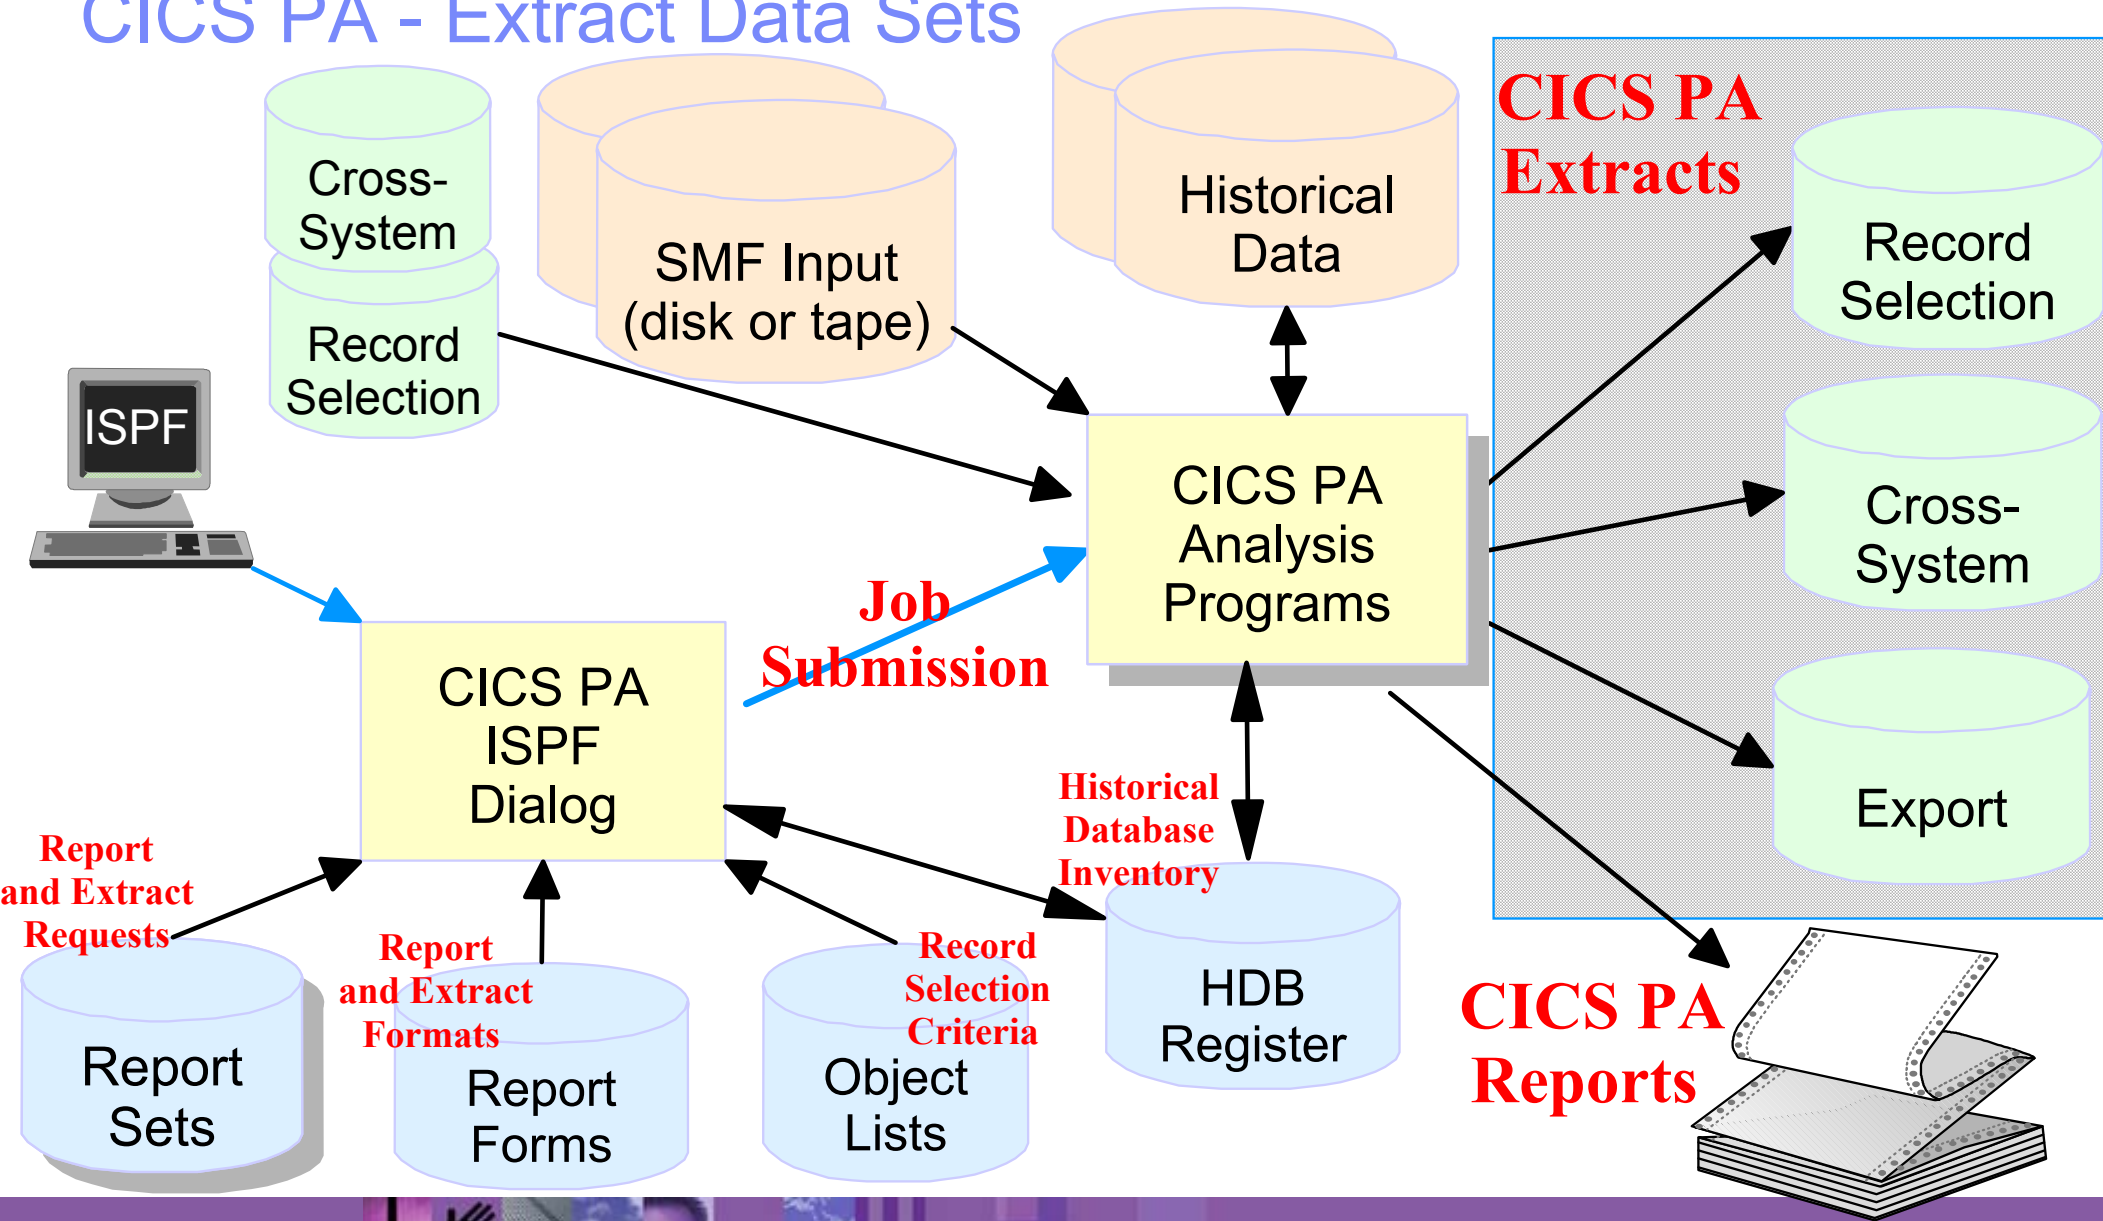 CICS PA - Extract Data Sets
Cross-
System
Record
Selection
SMF Input
(disk or tape)
Historical
Data
CICS PA
Extracts
Record
Selection
Cross-
System
Export
ISPF
CICS PA
Analysis
Programs
Job
Submission
CICS PA
ISPF
Dialog
Historical
Database
Inventory
Report
and Extract
Requests
Report
and Extract
Formats
Record
Selection
Criteria
Report
Sets
Report
Forms
Object
Lists
HDB
Register
CICS PA
Reports